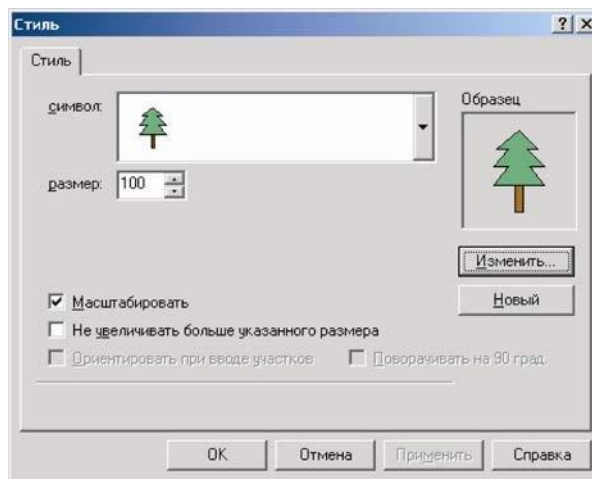 Стиль
Стиль
символ:
Образец
размер: 100
Изменить...
Новый
Масштабировать
Не увеличивать больше указанного размера
Ориентировать при вводе участков Поворачивать на 90 град.
OK Отмена Применить Справка